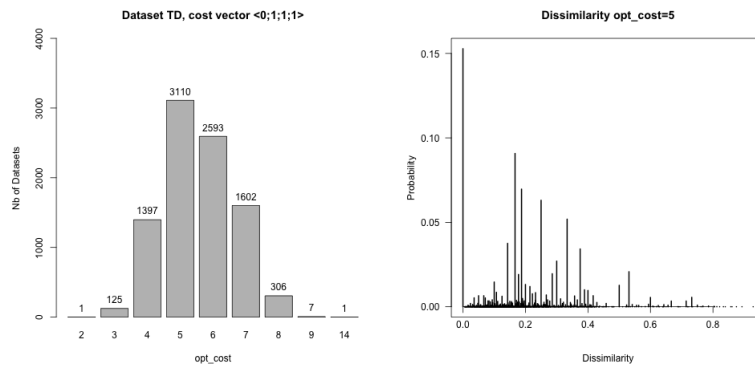 Dataset TD, cost vector <0;1;1;1>
Nb of Datasets
4000
3000
2000
1000
0
1
125
1397
3110
2593
1602
306
7
1
2 3 4 5 6 7 8 9 14
opt_cost
Dissimilarity opt_cost=5
Probability
0.15
0.10
0.05
0.00
0.0 0.2 0.4 0.6 0.8
Dissimilarity